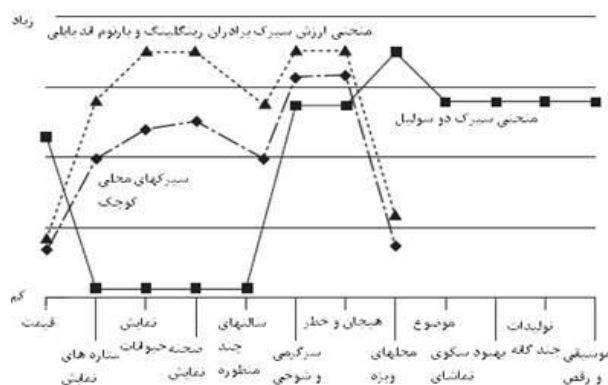 زیاد
منحنی ارزش سیرک برادران رینگلینگ و بارنوم اند بایلی
منحنی سیرک دو سولیل
سیرکهای محلی
کوچک
کم
قیمت
ستاره های
نمایش
نمایش
حیوانات
صحنه
نمایش
سالنهای
چند
منظوره
سرگرمی
و شوخی
هیجان و خطر
محلهای
ویژه
موضوع
بهبود سکوی
تماشای
تولیدات
چند گانه
موسیقی
و رقص